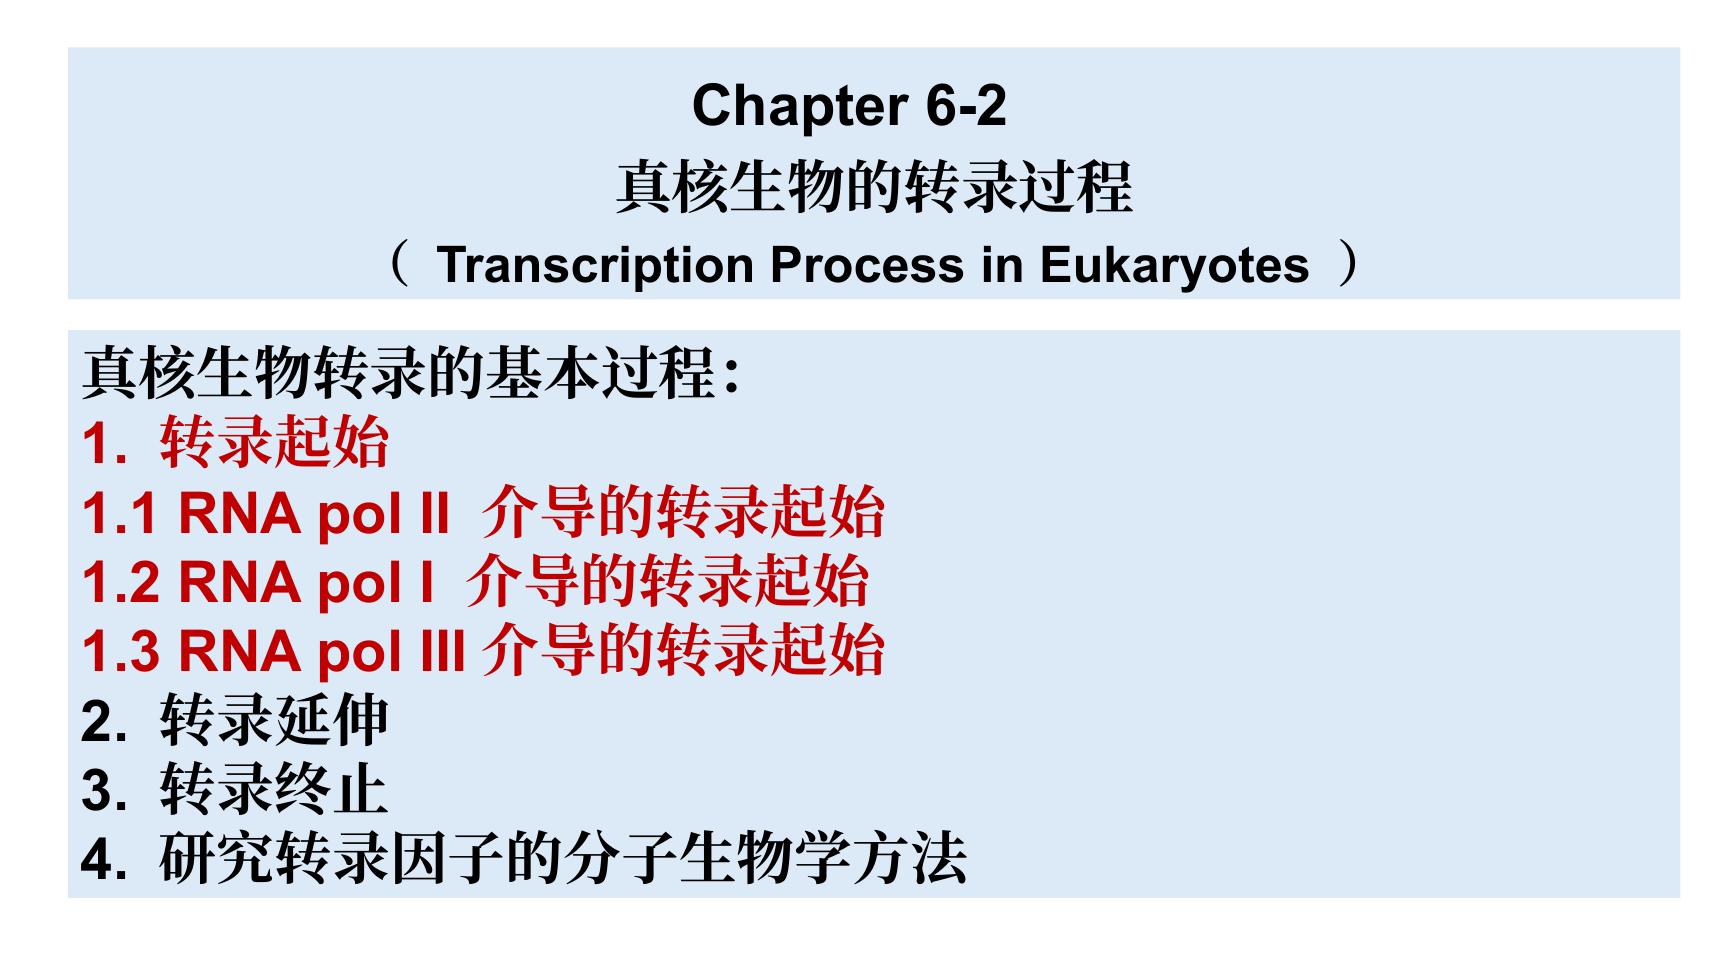 Chapter 6-2
真核生物的转录过程
（ Transcription Process in Eukaryotes ）
真核生物转录的基本过程：
1. 转录起始
1.1 RNA pol II 介导的转录起始
1.2 RNA pol I 介导的转录起始
1.3 RNA pol III 介导的转录起始
2. 转录延伸
3. 转录终止
4. 研究转录因子的分子生物学方法